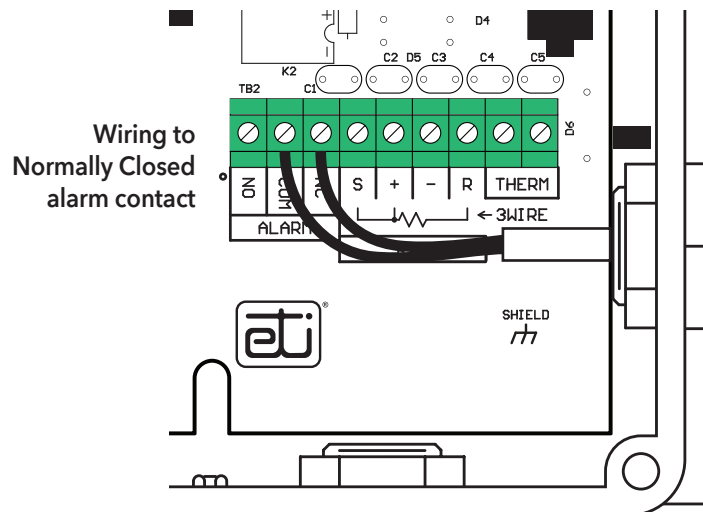 D4
K2
C2
D5
C3
C4
C5
TB2
C1
D6
Wiring to
Normally Closed
alarm contact
NO
COM
NC
S
+
−
R
THERM
←3WIRE
ALARM
eti®
SHIELD